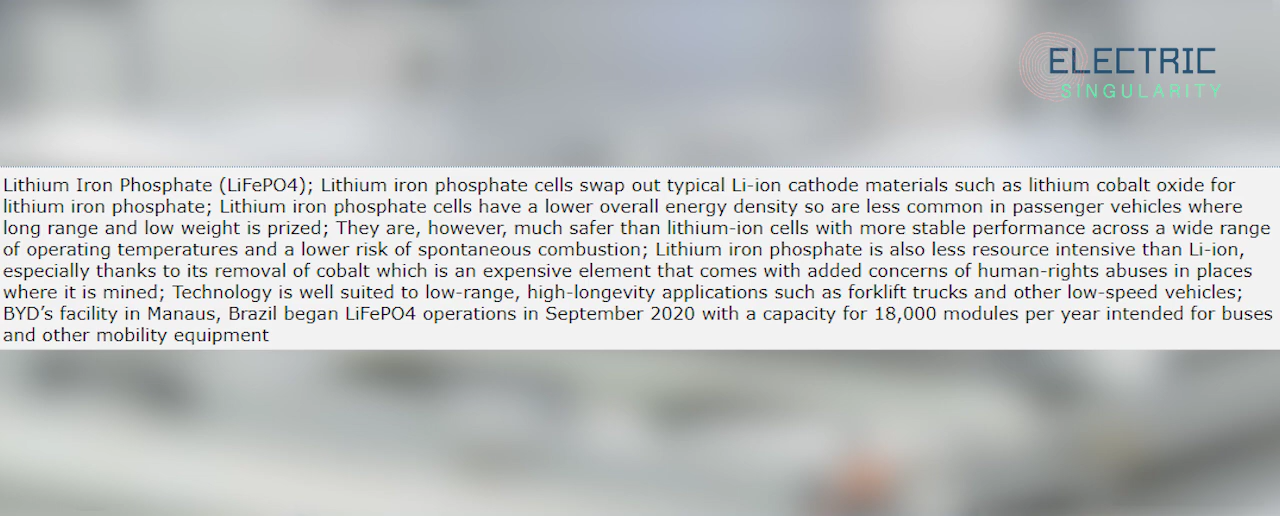 ELECTRIC
SINGULARITY
Lithium Iron Phosphate (LiFePO4); Lithium iron phosphate cells swap out typical Li-ion cathode materials such as lithium cobalt oxide for
lithium iron phosphate; Lithium iron phosphate cells have a lower overall energy density so are less common in passenger vehicles where
long range and low weight is prized; They are, however, much safer than lithium-ion cells with more stable performance across a wide range
of operating temperatures and a lower risk of spontaneous combustion; Lithium iron phosphate is also less resource intensive than Li-ion,
especially thanks to its removal of cobalt which is an expensive element that comes with added concerns of human-rights abuses in places
where it is mined; Technology is well suited to low-range, high-longevity applications such as forklift trucks and other low-speed vehicles;
BYD’s facility in Manaus, Brazil began LiFePO4 operations in September 2020 with a capacity for 18,000 modules per year intended for buses
and other mobility equipment